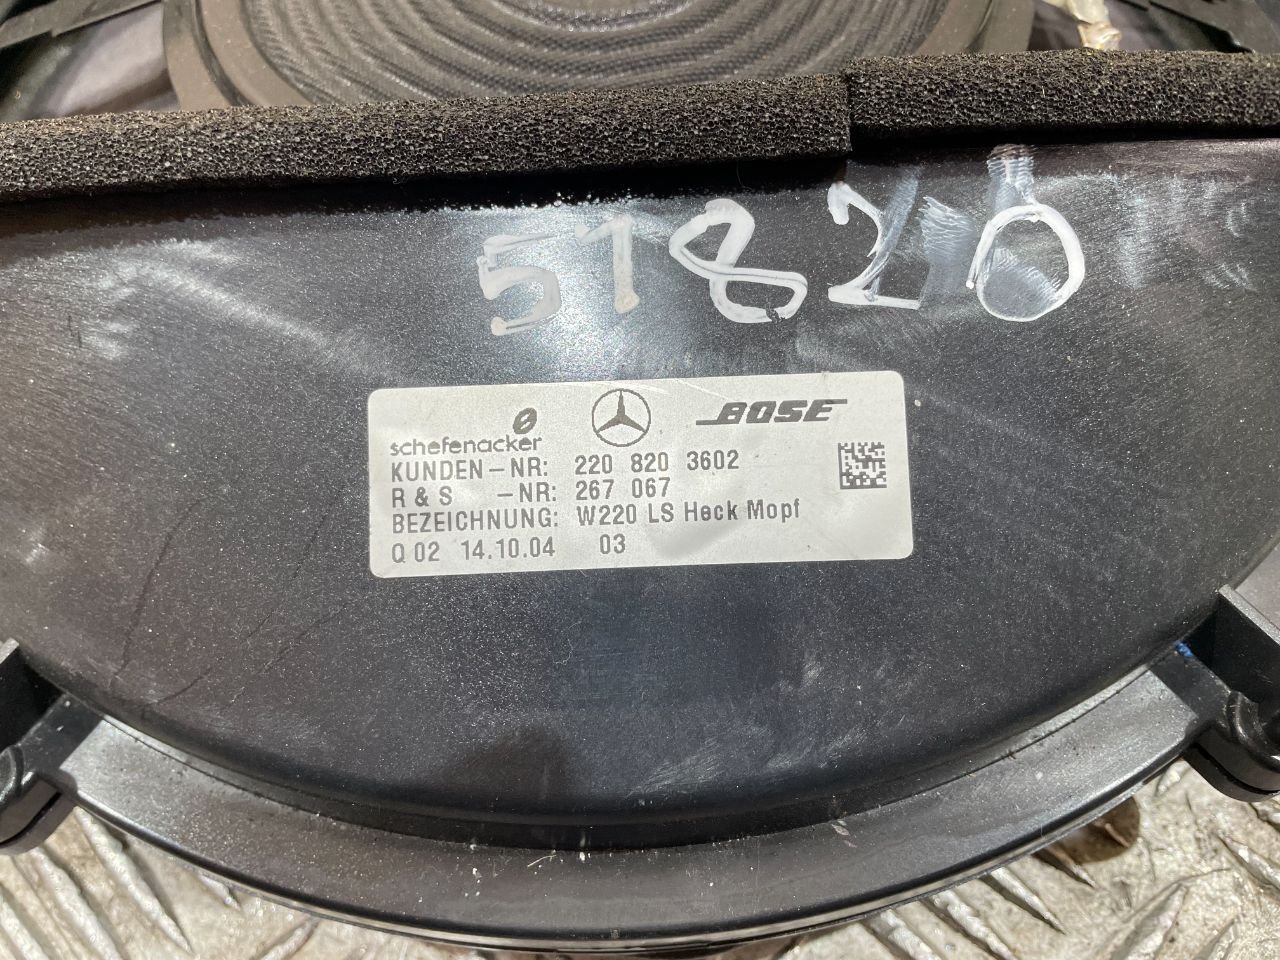 51820
schefenacker
BOSE
KUNDEN-NR: 220 820 3602
R & S -NR: 267 067
BEZEICHNUNG: W220 LS Heck Mopf
Q 02 14.10.04 03